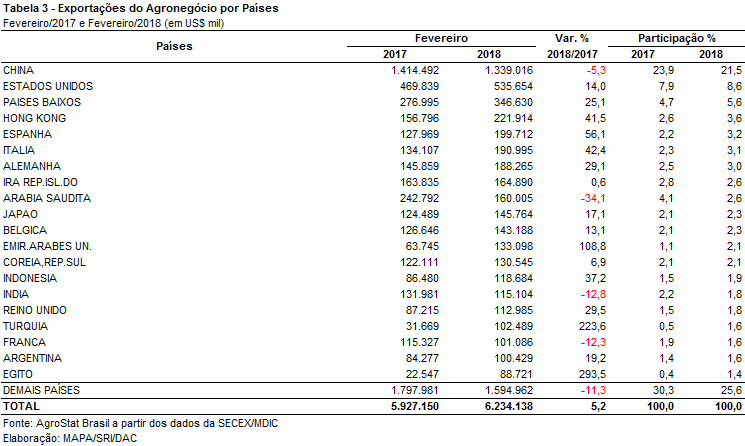 Tabela 3 - Exportações do Agronegócio por Países
Fevereiro/2017 e Fevereiro/2018 (em US$ mil)
Países Fevereiro Var. % Participação %
2017 2018 2018/2017 2017 2018
CHINA 1.414.492 1.339.016 -5,3 23,9 21,5
ESTADOS UNIDOS 469.839 535.654 14,0 7,9 8,6
PAISES BAIXOS 276.995 346.630 25,1 4,7 5,6
HONG KONG 156.796 221.914 41,5 2,6 3,6
ESPANHA 127.969 199.712 56,1 2,2 3,2
ITALIA 134.107 190.995 42,4 2,3 3,1
ALEMANHA 145.859 188.265 29,1 2,5 3,0
IRA REP.ISL.DO 163.835 164.890 0,6 2,8 2,6
ARABIA SAUDITA 242.792 160.005 -34,1 4,1 2,6
JAPAO 124.489 145.764 17,1 2,1 2,3
BELGICA 126.646 143.188 13,1 2,1 2,3
EMIR.ARABES UN. 63.745 133.098 108,8 1,1 2,1
COREIA,REP.SUL 122.111 130.545 6,9 2,1 2,1
INDONESIA 86.480 118.684 37,2 1,5 1,9
INDIA 131.981 115.104 -12,8 2,2 1,8
REINO UNIDO 87.215 112.985 29,5 1,5 1,8
TURQUIA 31.669 102.489 223,6 0,5 1,6
FRANCA 115.327 101.086 -12,3 1,9 1,6
ARGENTINA 84.277 100.429 19,2 1,4 1,6
EGITO 22.547 88.721 293,5 0,4 1,4
DEMAIS PAÍSES 1.797.981 1.594.962 -11,3 30,3 25,6
TOTAL 5.927.150 6.234.138 5,2 100,0 100,0
Fonte: AgroStat Brasil a partir dos dados da SECEX/MDIC
Elaboração: MAPA/SRI/DAC